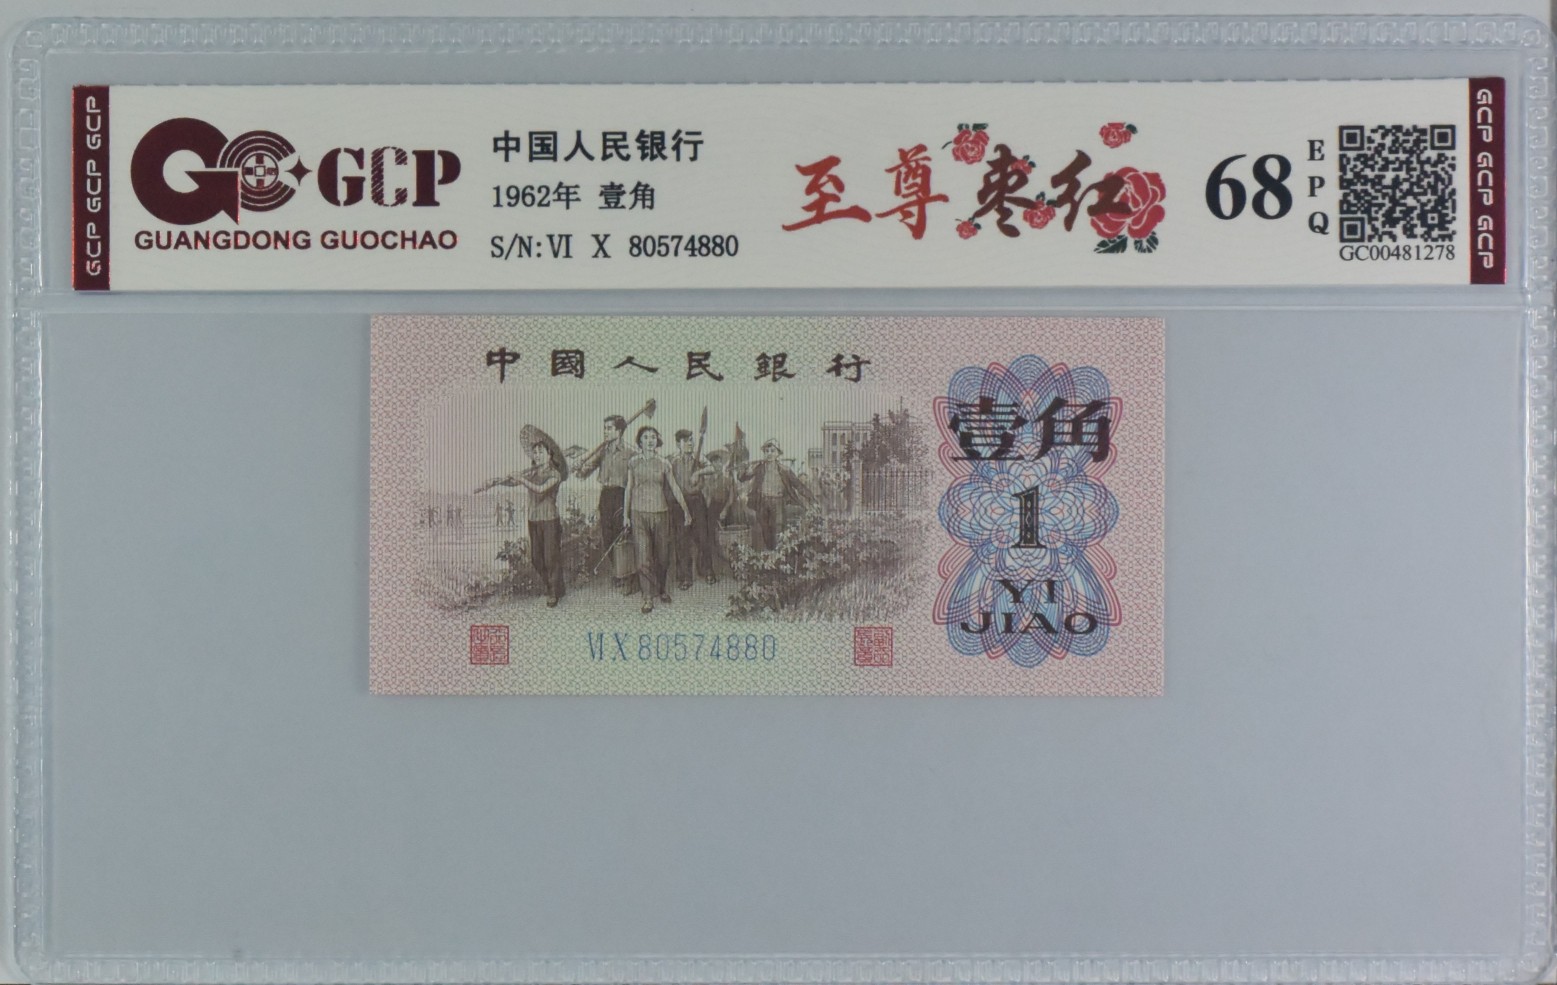 GCP GCP GCP
GCP
GUANGDONG GUOCHAO
中国人民银行
1962年 壹角
S/N:Ⅵ X 80574880
至尊枣红
68
EPQ
GC00481278
GCP GCP GCP
中國人民銀行
壹角
1
YI
JIAO
ⅥX80574880